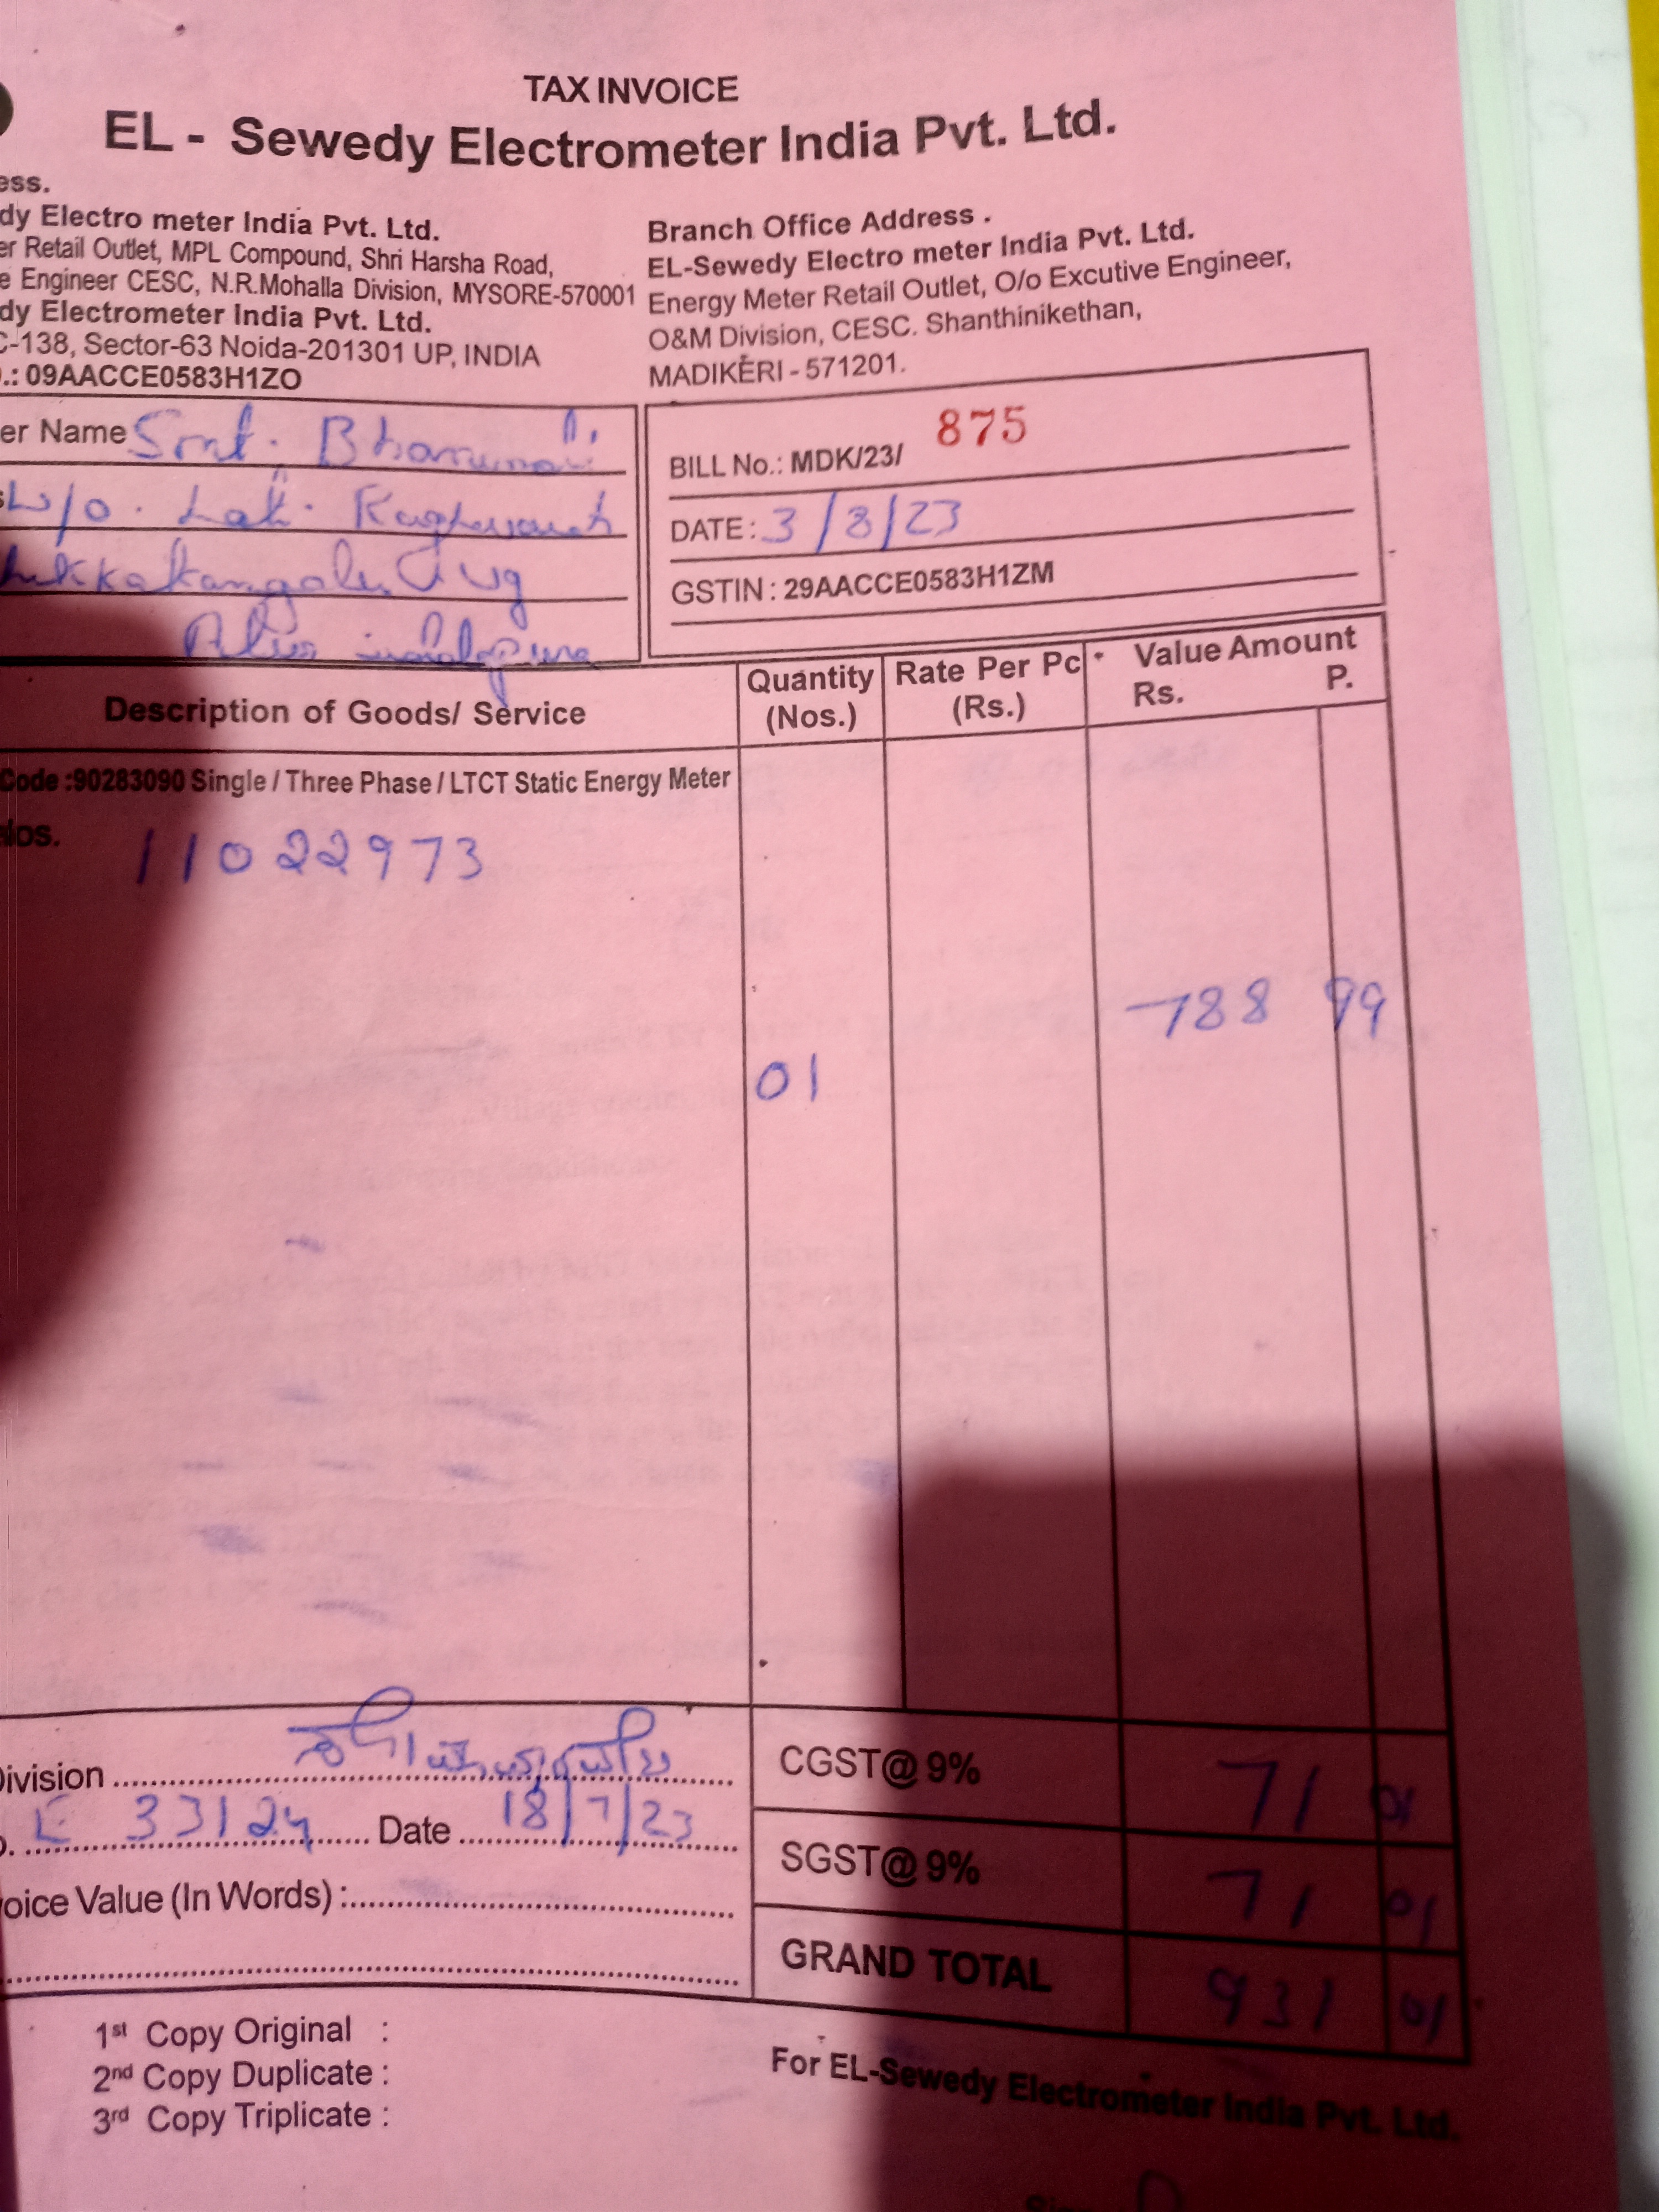 TAX INVOICE
EL - Sewedy Electrometer India Pvt. Ltd.
ess.
dy Electro meter India Pvt. Ltd.
er Retail Outlet, MPL Compound, Shri Harsha Road,
e Engineer CESC, N.R.Mohalla Division, MYSORE-570001
dy Electrometer India Pvt. Ltd.
C-138, Sector-63 Noida-201301 UP, INDIA
.: 09AACCE0583H1ZO
Branch Office Address .
EL-Sewedy Electro meter India Pvt. Ltd.
Energy Meter Retail Outlet, O/o Excutive Engineer,
O&M Division, CESC. Shanthinikethan,
MADIKERI - 571201.
er Name Smt.
BILL No.: MDK/23/ 875
DATE : 3/8/23
GSTIN : 29AACCE0583H1ZM
Description of Goods/ Service
Quantity (Nos.)
Rate Per Pc (Rs.)
Value Amount
Rs. P.
Code :90283090 Single / Three Phase / LTCT Static Energy Meter
Nos. 11022973
788 99
01
Division
33124 Date 18/7/23
oice Value (In Words) :
CGST@ 9% 71 01
SGST@ 9% 71 01
GRAND TOTAL 931 01
1st Copy Original :
2nd Copy Duplicate :
3rd Copy Triplicate :
For EL-Sewedy Electrometer India Pvt. Ltd.